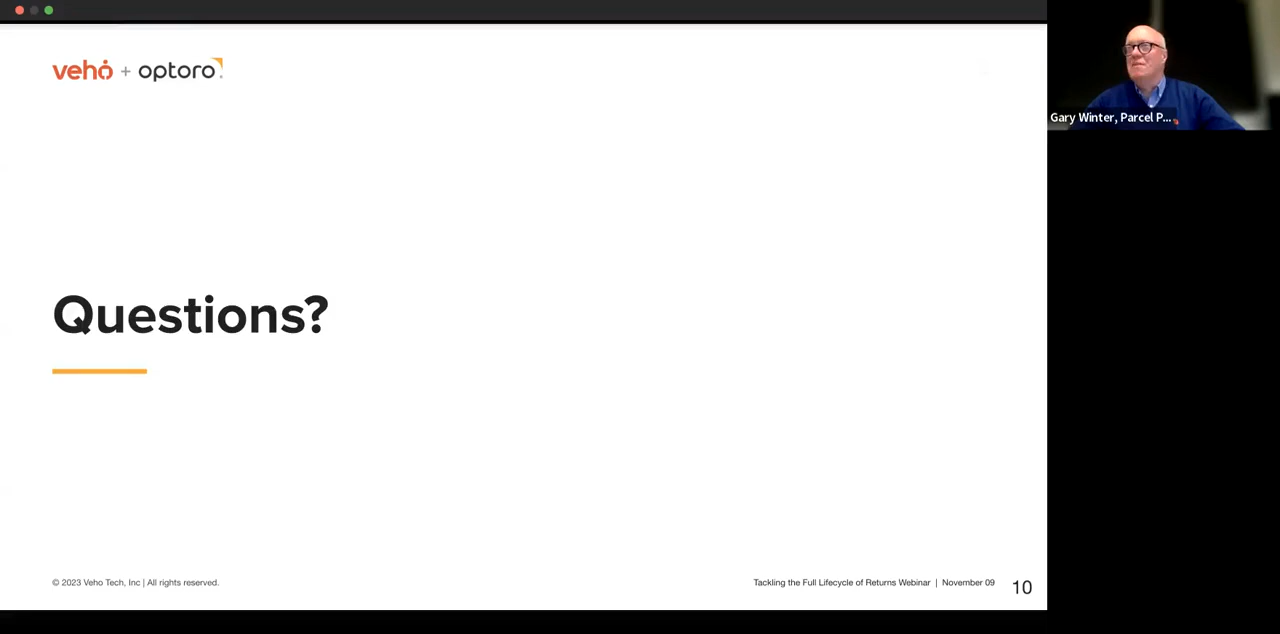 veho + optoro
Gary Winter, Parcel P...
Questions?
© 2023 Veho Tech, Inc | All rights reserved.
Tackling the Full Lifecycle of Returns Webinar | November 09
10